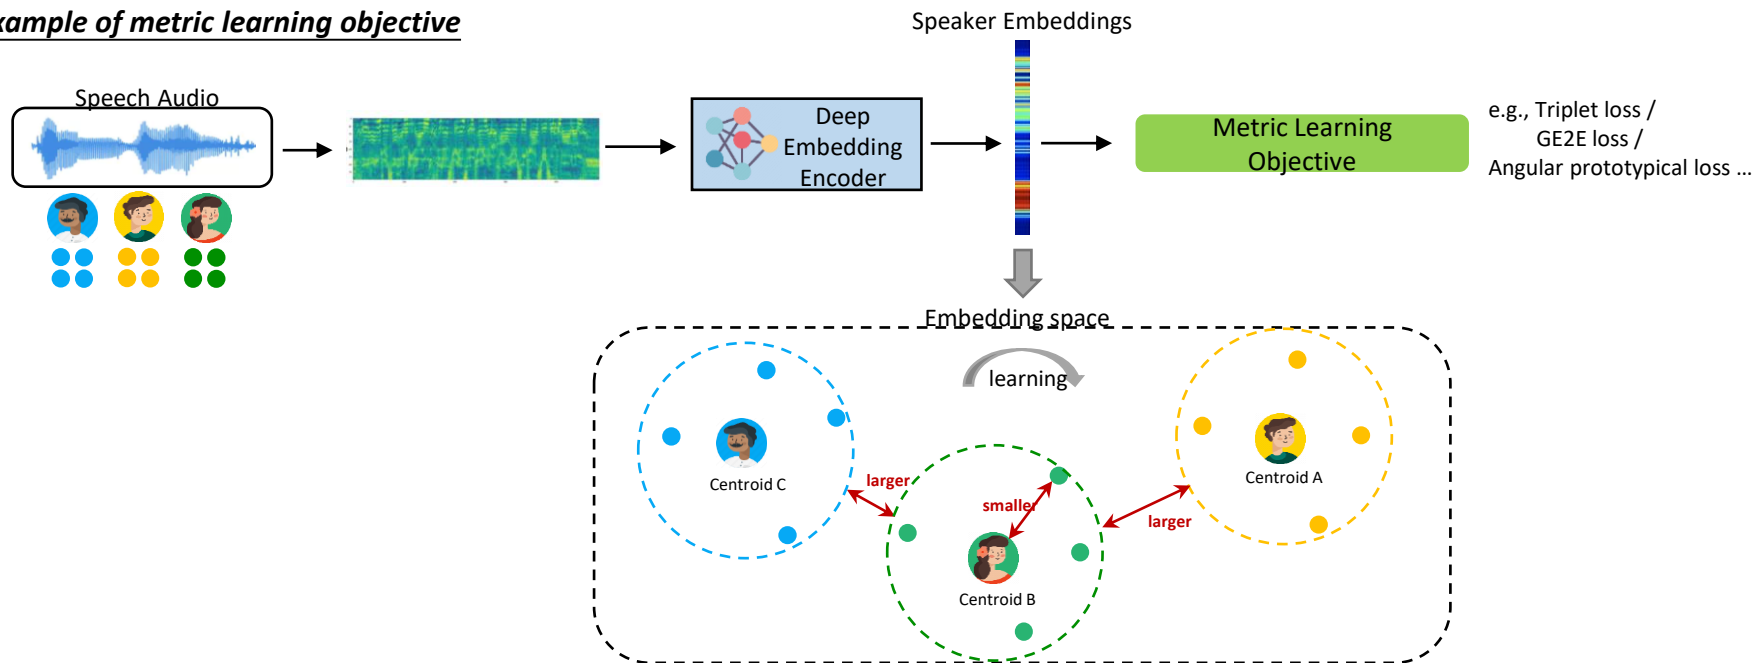 xample of metric learning objective
Speaker Embeddings
Speech Audio
Deep
Embedding
Encoder
Metric Learning
Objective
e.g., Triplet loss /
GE2E loss /
Angular prototypical loss ...
Embedding space
learning
Centroid C
larger
smaller
larger
Centroid A
Centroid B